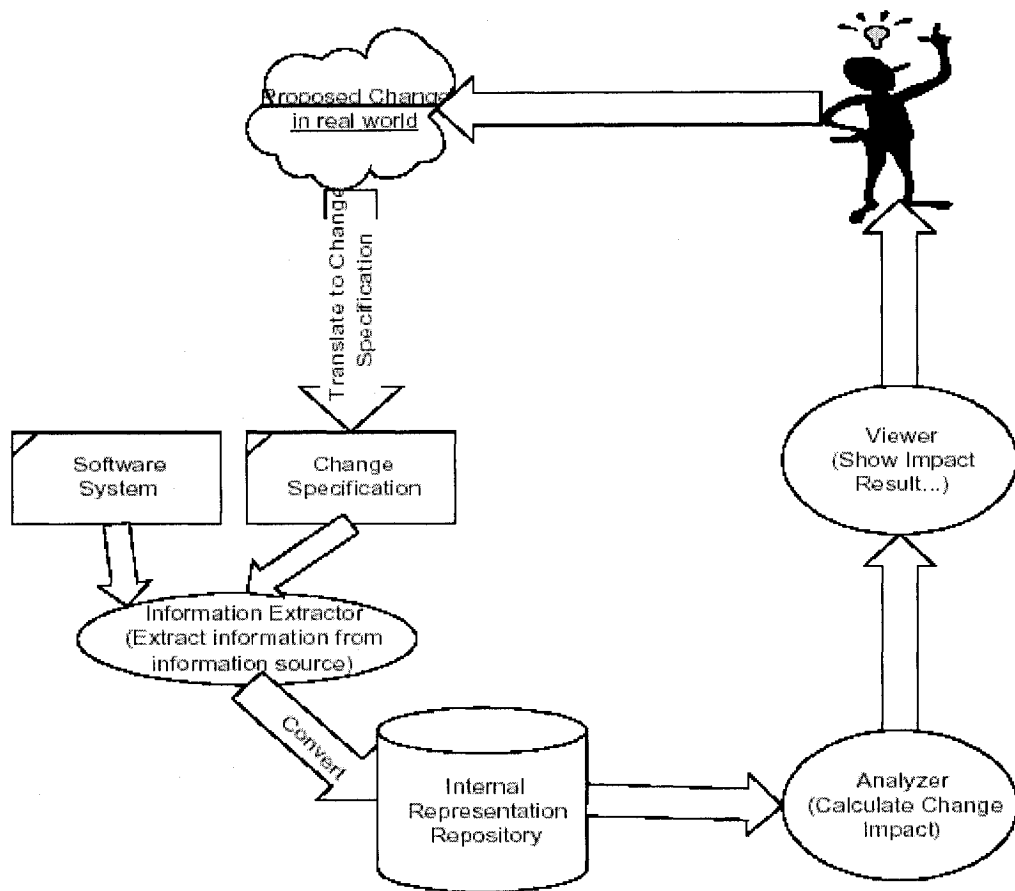 Proposed Change
in real world
Translate to Change
Specification
Software
System
Change
Specification
Information Extractor
(Extract information from
information source)
Convert
Internal
Representation
Repository
Analyzer
(Calculate Change
Impact)
Viewer
(Show Impact
Result...)